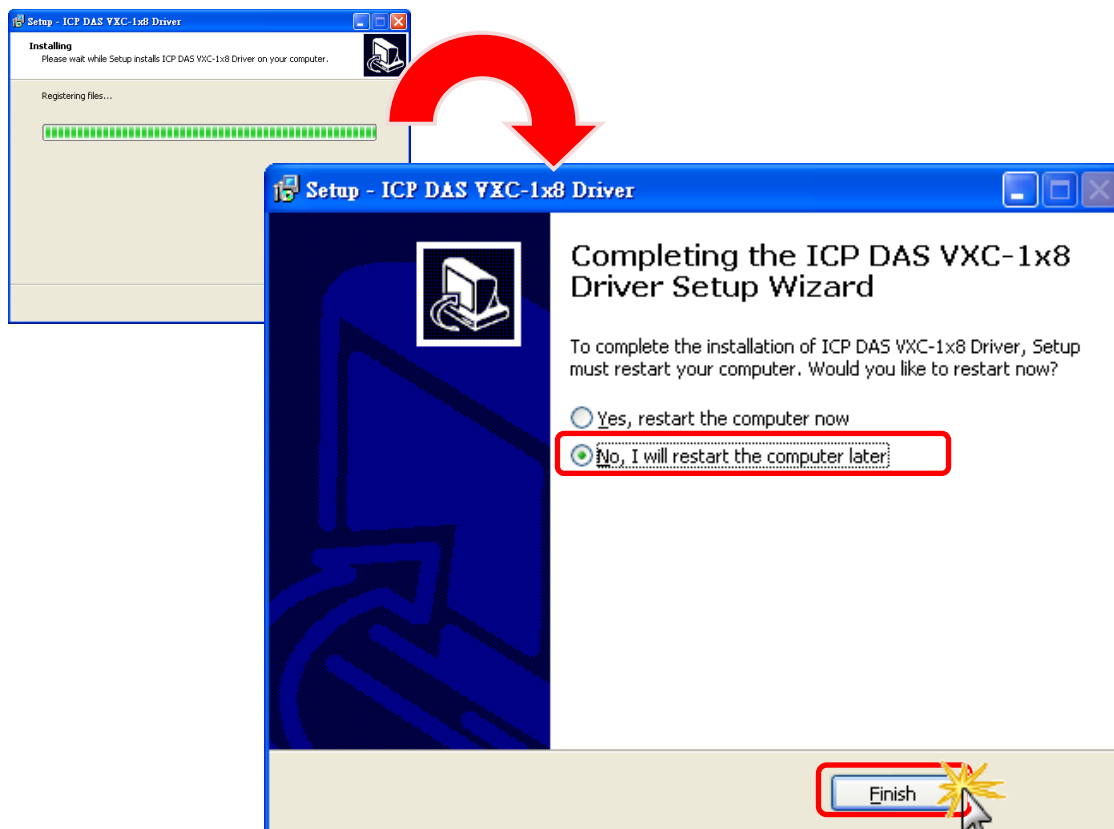 Setup - ICP DAS VXC-1x8 Driver
Installing
Please wait while Setup installs ICP DAS VXC-1x8 Driver on your computer.
Registering files...
Setup - ICP DAS VXC-1x8 Driver
Completing the ICP DAS VXC-1x8
Driver Setup Wizard
To complete the installation of ICP DAS VXC-1x8 Driver, Setup
must restart your computer. Would you like to restart now?
Yes, restart the computer now
No, I will restart the computer later
Finish